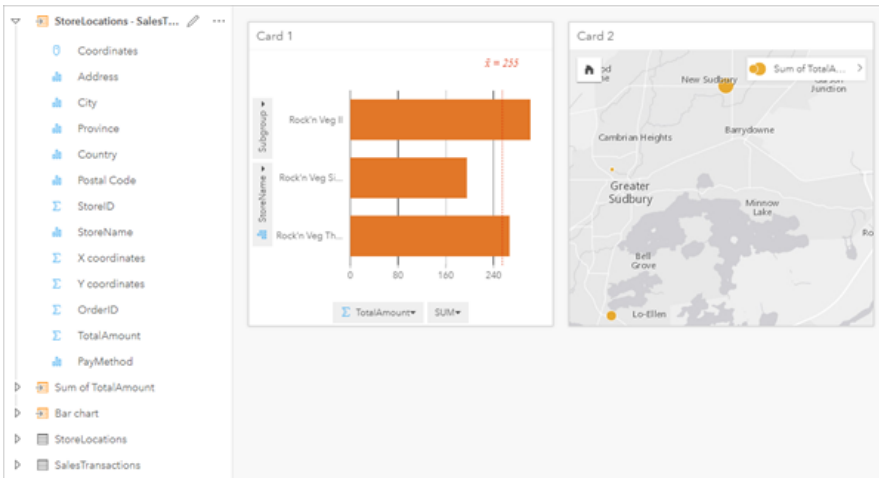 StoreLocations - SalesT...
Coordinates
Address
City
Province
Country
Postal Code
StoreID
StoreName
X coordinates
Y coordinates
OrderID
TotalAmount
PayMethod
Sum of TotalAmount
Bar chart
StoreLocations
SalesTransactions
Card 1
x̄ = 255
Subgroup
StoreName
Rock'n Veg II
Rock'n Veg Si...
Rock'n Veg Th...
0 80 160 240
TotalAmount
SUM
Card 2
Sum of TotalA...
New Sudbury
Junction
Cambrian Heights
Barrydowne
Greater
Sudbury
Minnow
Lake
Ro
Bell
Grove
Lo-Ellen